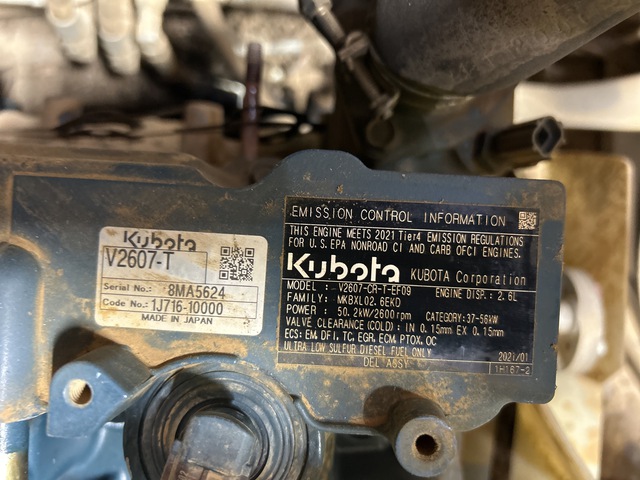 Kubota
V2607-T
Serial No.: 8MA5624
Code No.: 1J716-10000
MADE IN JAPAN
EMISSION CONTROL INFORMATION
THIS ENGINE MEETS 2021 Tier4 EMISSION REGULATIONS
FOR U.S. EPA NONROAD CI AND CARB OFCI ENGINES.
Kubota KUBOTA Corporation
MODEL : V2607-CR-T-EF09 ENGINE DISP. : 2.6L
FAMILY: MKBXL02.6EKD
POWER : 50.2kW/2600rpm CATEGORY:37-56kW
VALVE CLEARANCE(COLD): IN 0.15mm EX 0.15mm
ECS: EM, DFI, TC, EGR, ECM, PTOX, OC
ULTRA LOW SULFUR DIESEL FUEL ONLY 2021/01
DEL ASSY 1H167-2